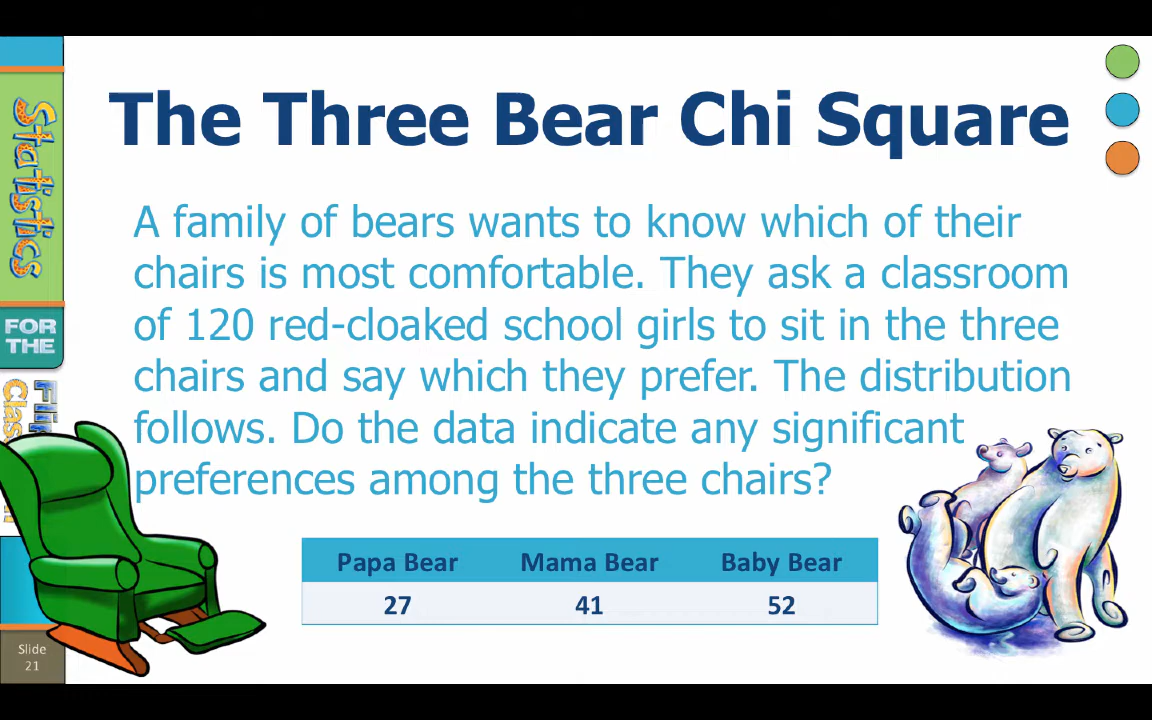 The Three Bear Chi Square
A family of bears wants to know which of their
chairs is most comfortable. They ask a classroom
of 120 red-cloaked school girls to sit in the three
chairs and say which they prefer. The distribution
follows. Do the data indicate any significant
preferences among the three chairs?
Papa Bear Mama Bear Baby Bear
27 41 52
Statistics
FOR
THE
Slide
21